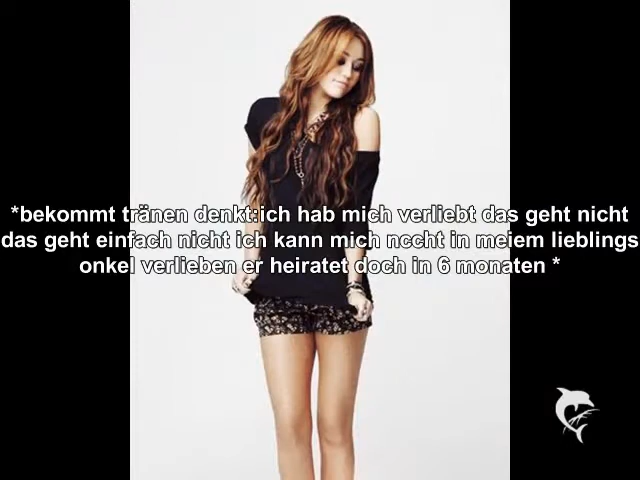 *bekommt tränen denkt:ich hab mich verliebt das geht nicht
das geht einfach nicht ich kann mich nccht in meiem lieblings
onkel verlieben er heiratet doch in 6 monaten *